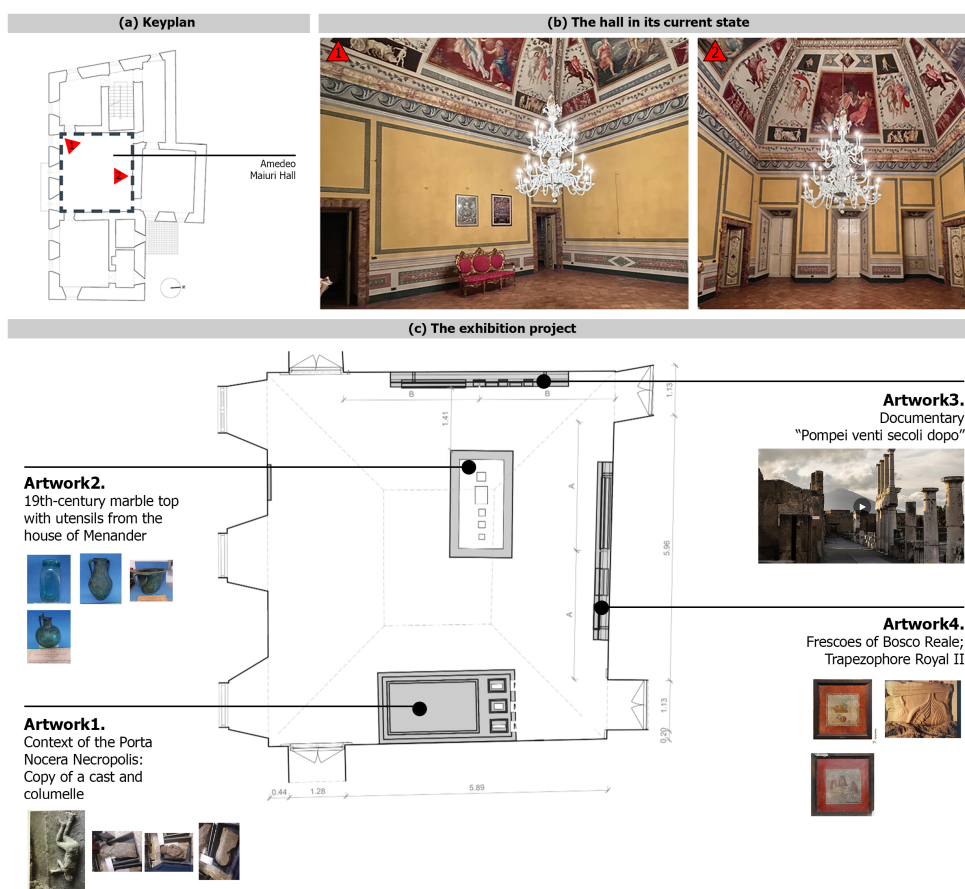 (a) Keyplan
(b) The hall in its current state
1
2
1
2
Amedeo
Maiuri Hall
(c) The exhibition project
1.13
B
B
1.41
A
A
5.96
1.13
0.20
0.44
1.28
5.89
Artwork3.
Documentary
“Pompei venti secoli dopo”
Artwork2.
19th-century marble top
with utensils from the
house of Menander
Artwork4.
Frescoes of Bosco Reale;
Trapezophore Royal II
Artwork1.
Context of the Porta
Nocera Necropolis:
Copy of a cast and
columelle